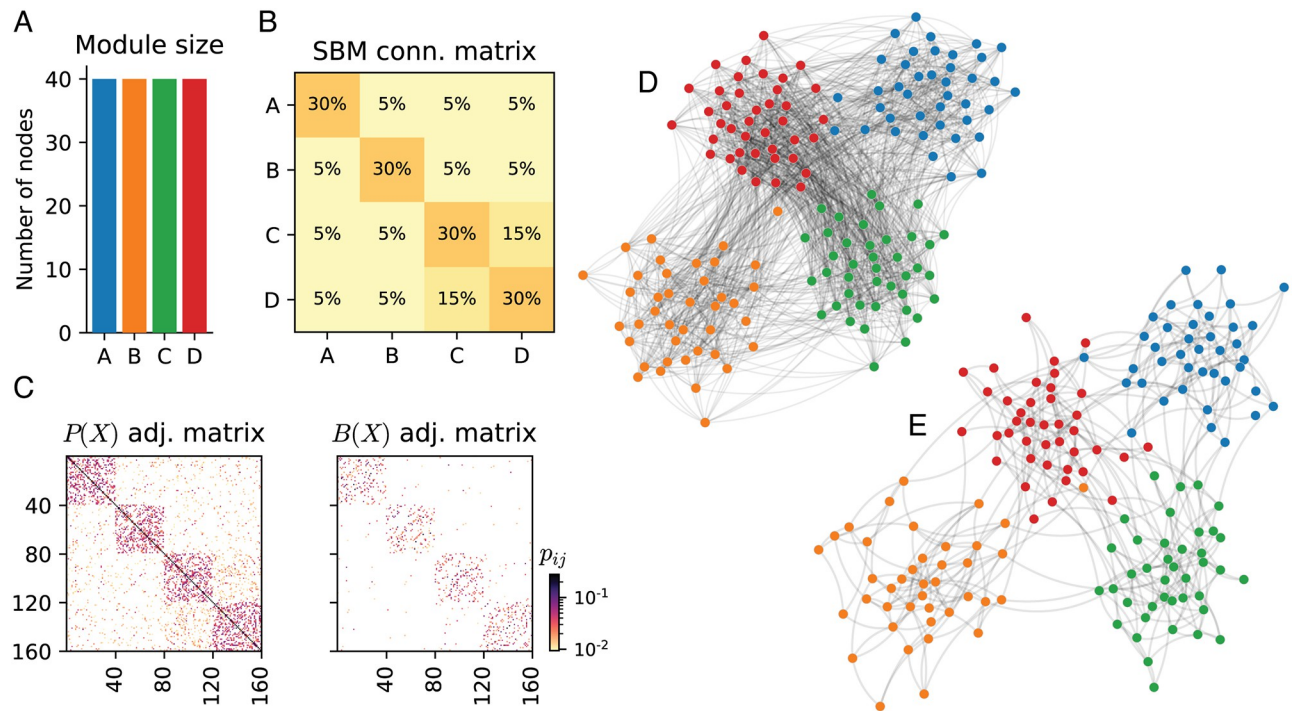 A
Module size
Number of nodes
40
30
20
10
0
A B C D
B
SBM conn. matrix
A 30% 5% 5% 5%
B 5% 30% 5% 5%
C 5% 5% 30% 15%
D 5% 5% 15% 30%
A B C D
C
P(X) adj. matrix
40
80
120
160
40 80 120 160
B(X) adj. matrix
40 80 120 160
p_{ij}
10^{-1}
10^{-2}
D
E